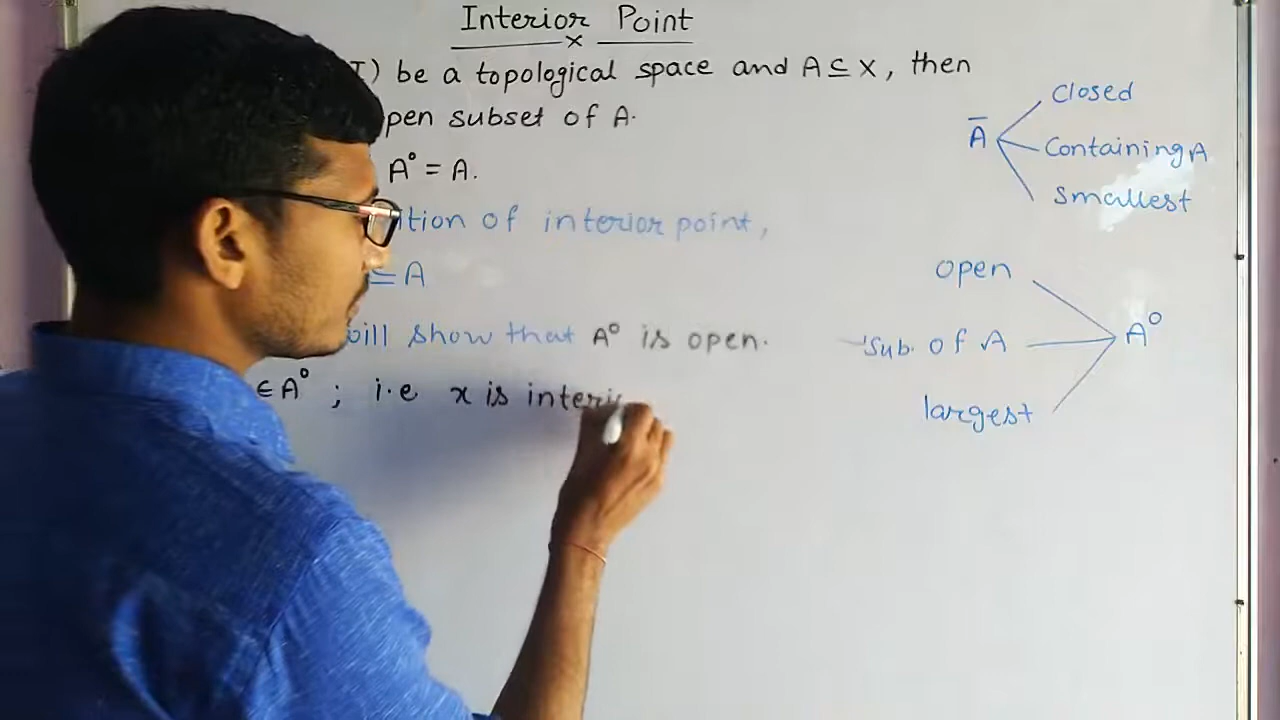 Interior Point
x
T) be a topological space and A ⊆ X, then
pen subset of A.
A° = A.
ition of interior point,
⊆ A
will show that A° is open.
∈ A° ; i.e x is interi
Ā
Closed
Containing A
Smallest
open
Sub. of A
largest
A°